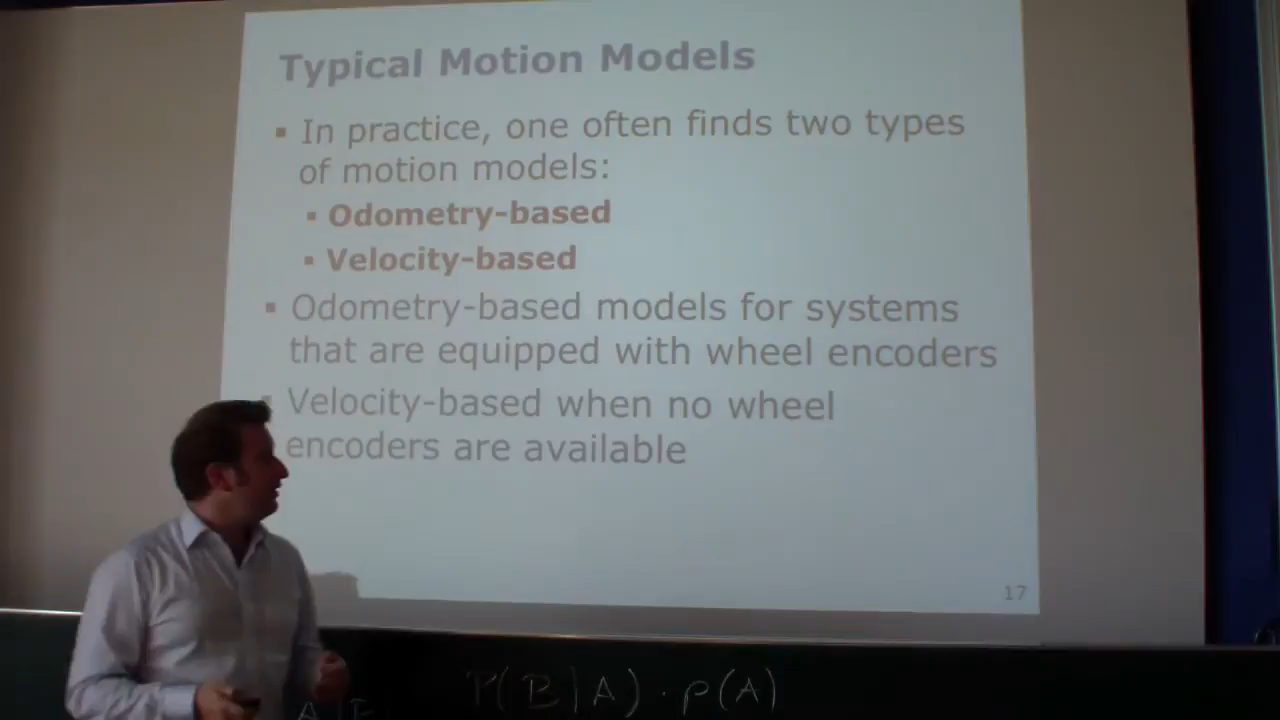 Typical Motion Models
▪ In practice, one often finds two types
of motion models:
▪ Odometry-based
▪ Velocity-based
▪ Odometry-based models for systems
that are equipped with wheel encoders
▪ Velocity-based when no wheel
encoders are available
17
P(B|A) · p(A)